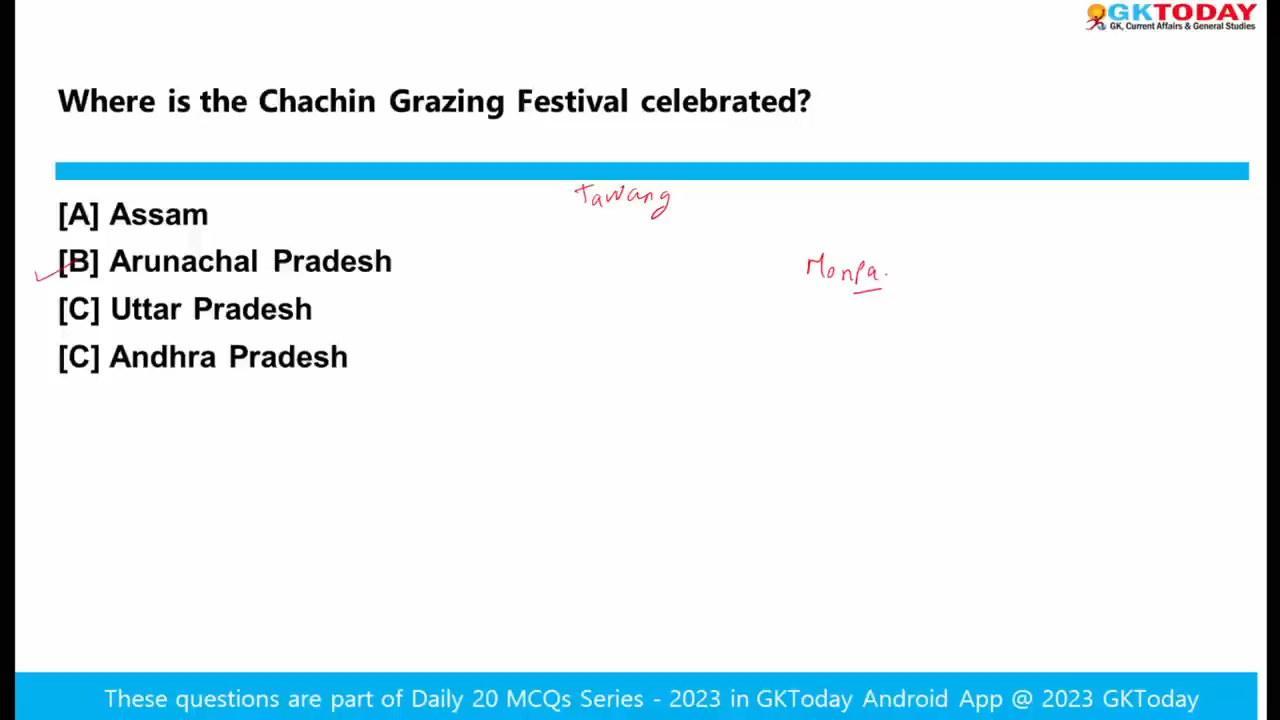 GKTODAY
GK, Current Affairs & General Studies
Where is the Chachin Grazing Festival celebrated?
Tawang
[A] Assam
[B] Arunachal Pradesh
Monpa.
[C] Uttar Pradesh
[C] Andhra Pradesh
These questions are part of Daily 20 MCQs Series - 2023 in GKToday Android App @ 2023 GKToday